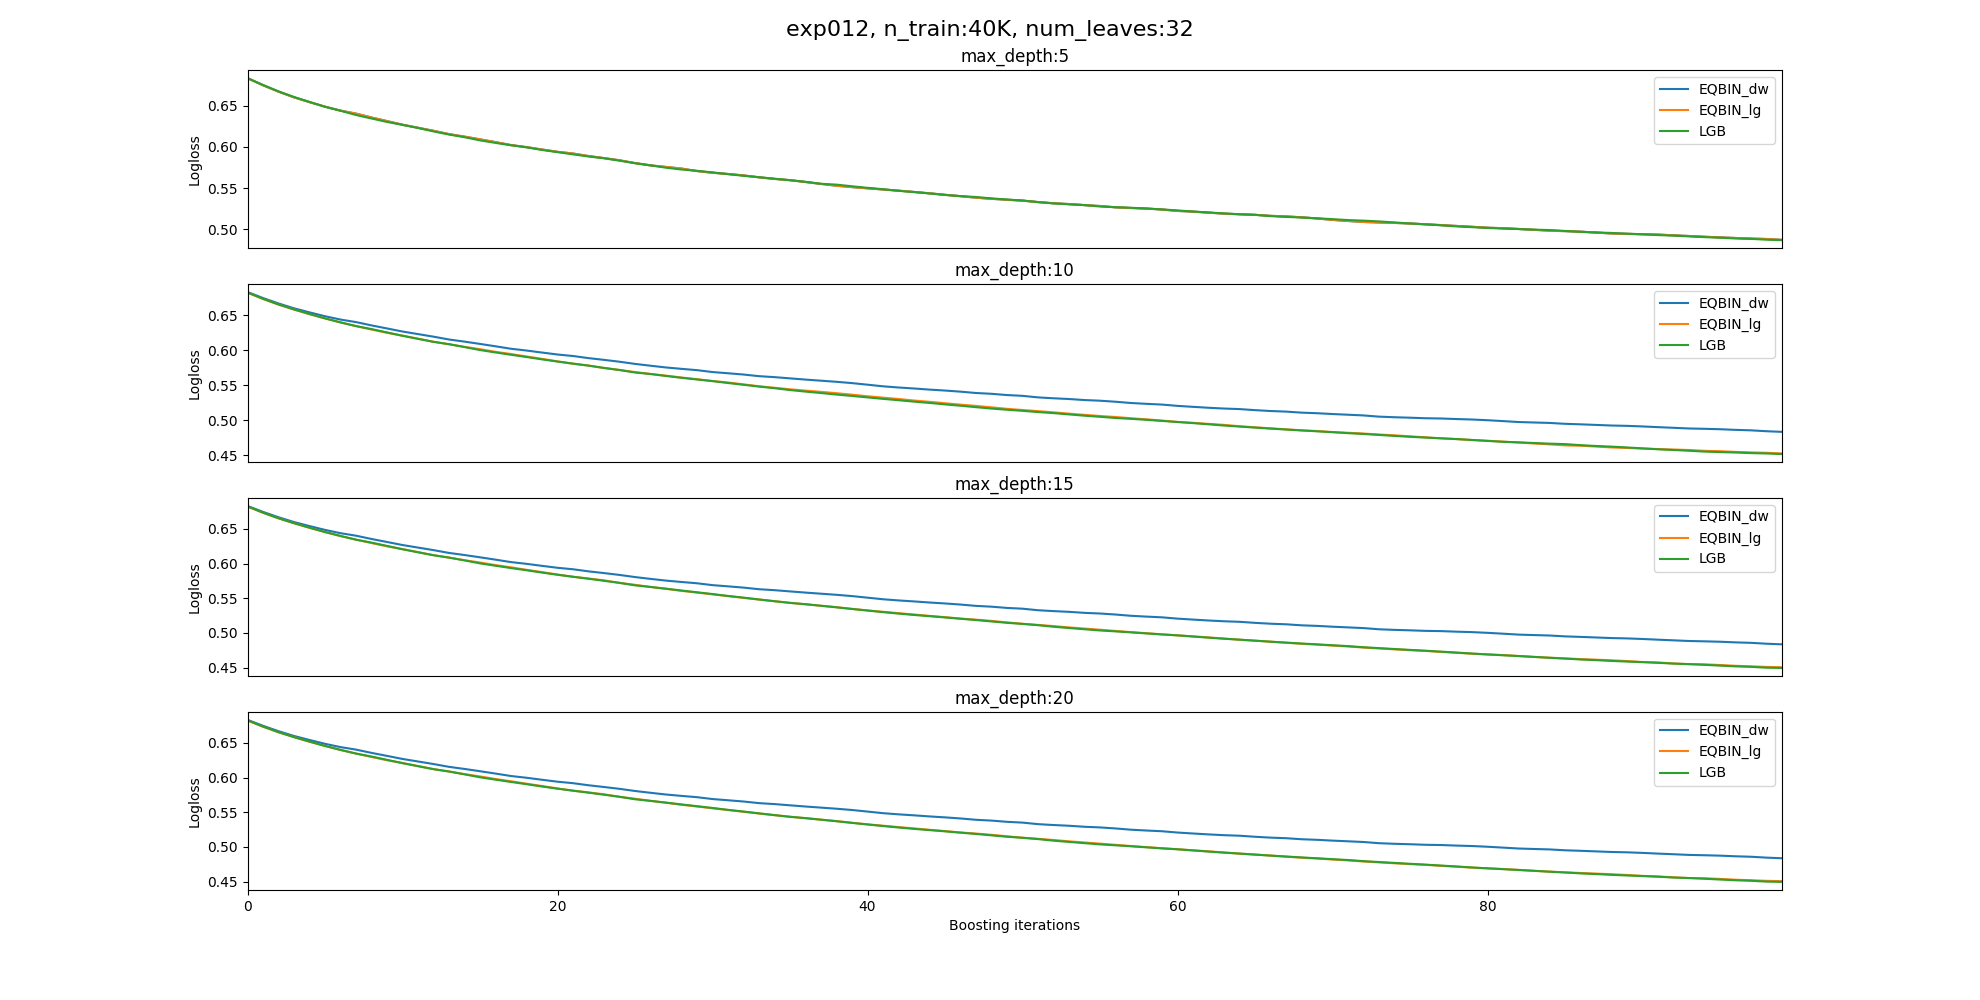 exp012, n_train:40K, num_leaves:32
max_depth:5
0.65
0.60
0.55
0.50
Logloss
EQBIN_dw
EQBIN_lg
LGB
max_depth:10
0.65
0.60
0.55
0.50
0.45
Logloss
EQBIN_dw
EQBIN_lg
LGB
max_depth:15
0.65
0.60
0.55
0.50
0.45
Logloss
EQBIN_dw
EQBIN_lg
LGB
max_depth:20
0.65
0.60
0.55
0.50
0.45
Logloss
EQBIN_dw
EQBIN_lg
LGB
0 20 40 60 80
Boosting iterations